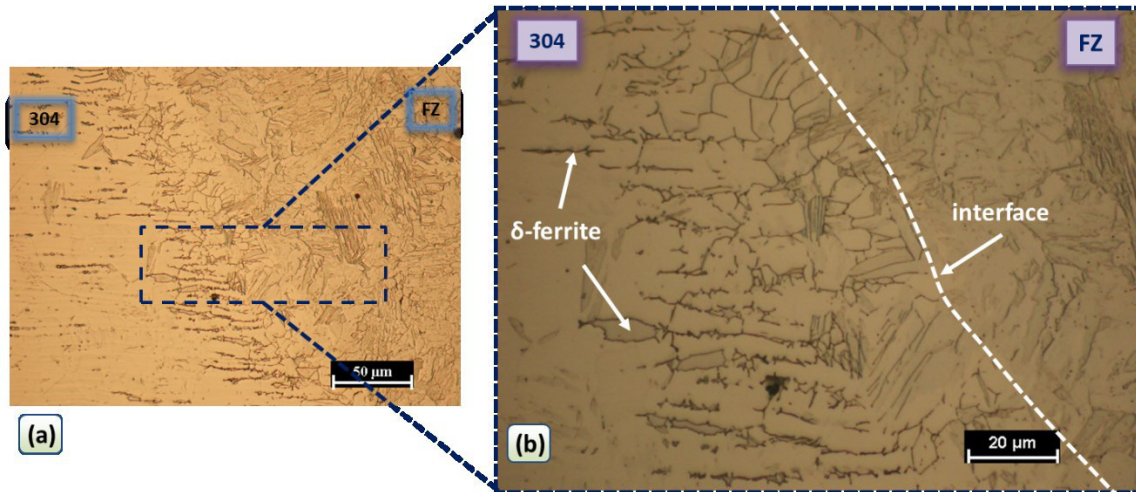 304
FZ
50 μm
(a)
304
FZ
δ-ferrite
interface
20 μm
(b)